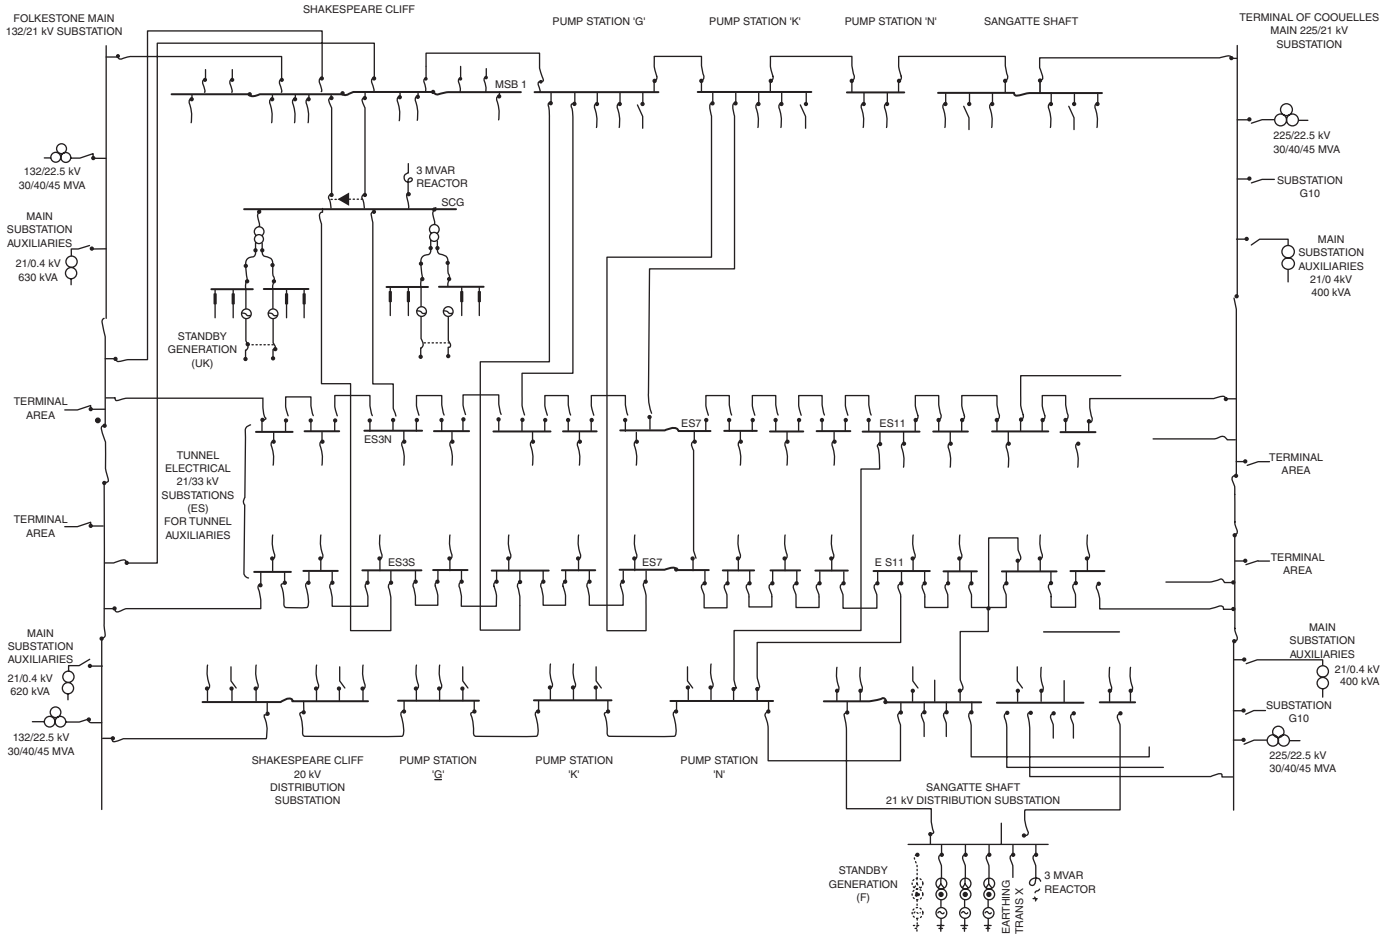 FOLKESTONE MAIN
132/21 kV SUBSTATION
SHAKESPEARE CLIFF
PUMP STATION 'G'
PUMP STATION 'K'
PUMP STATION 'N'
SANGATTE SHAFT
TERMINAL OF COOUELLES
MAIN 225/21 kV
SUBSTATION
MSB 1
132/22.5 kV
30/40/45 MVA
3 MVAR
REACTOR
SCG
225/22.5 kV
30/40/45 MVA
SUBSTATION
G10
MAIN
SUBSTATION
AUXILIARIES
21/0.4 kV
630 kVA
MAIN
SUBSTATION
AUXILIARIES
21/0 4kV
400 kVA
STANDBY
GENERATION
(UK)
TERMINAL
AREA
ES3N
ES7
ES11
TUNNEL
ELECTRICAL
21/33 kV
SUBSTATIONS
(ES)
FOR TUNNEL
AUXILIARIES
TERMINAL
AREA
TERMINAL
AREA
ES3S
ES7
E S11
TERMINAL
AREA
MAIN
SUBSTATION
AUXILIARIES
21/0.4 kV
620 kVA
132/22.5 kV
30/40/45 MVA
MAIN
SUBSTATION
AUXILIARIES
21/0.4 kV
400 kVA
SUBSTATION
G10
225/22.5 kV
30/40/45 MVA
SHAKESPEARE CLIFF
20 kV
DISTRIBUTION
SUBSTATION
PUMP STATION
'G'
PUMP STATION
'K'
PUMP STATION
'N'
SANGATTE SHAFT
21 kV DISTRIBUTION SUBSTATION
STANDBY
GENERATION
(F)
EARTHING
TRANS X
3 MVAR
REACTOR